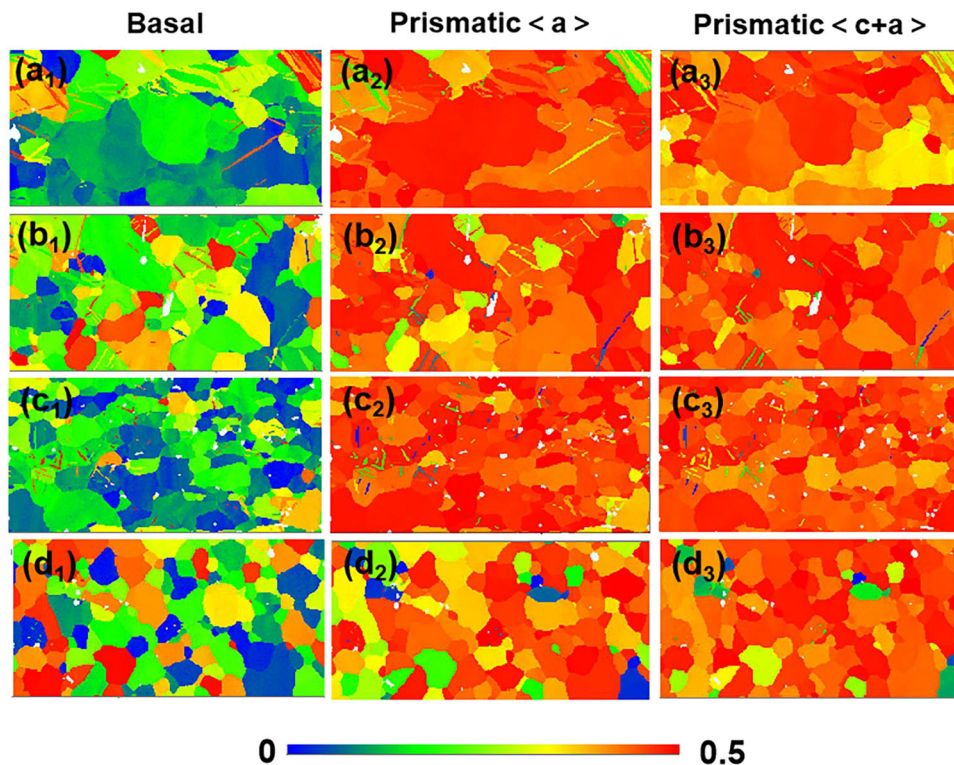 Basal Prismatic < a > Prismatic < c+a >
(a₁) (a₂) (a₃)
(b₁) (b₂) (b₃)
(c₁) (c₂) (c₃)
(d₁) (d₂) (d₃)
0 0.5